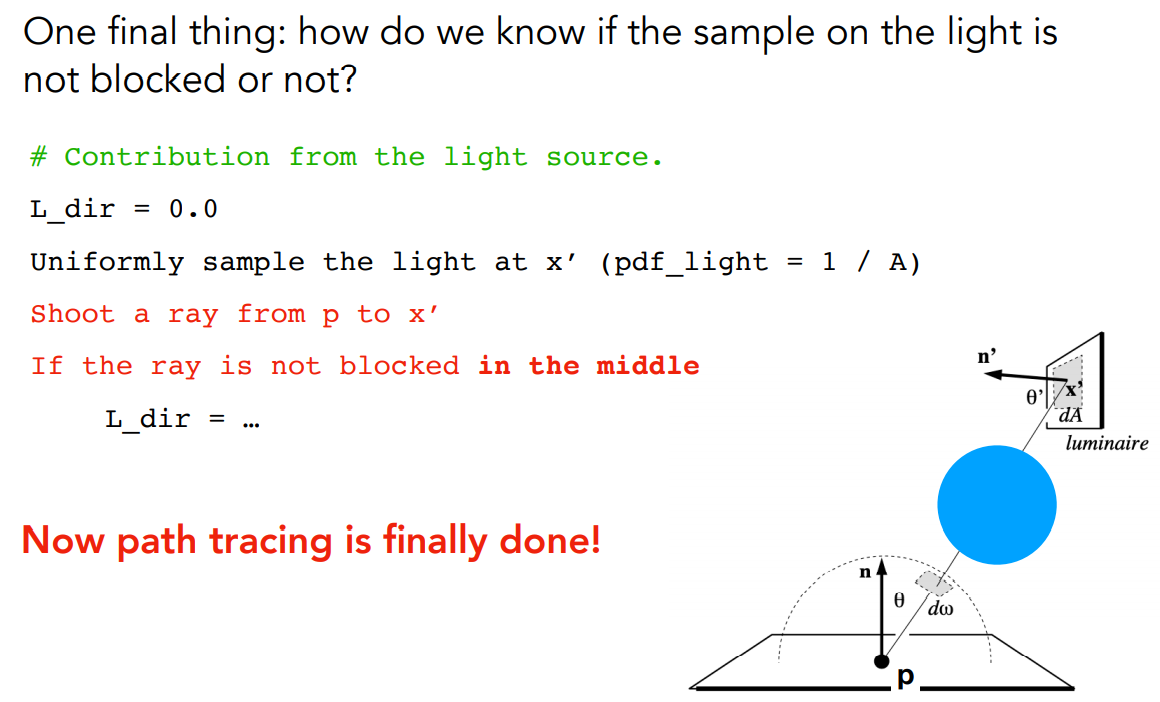 One final thing: how do we know if the sample on the light is
not blocked or not?
# Contribution from the light source.
L_dir = 0.0
Uniformly sample the light at x’ (pdf_light = 1 / A)
Shoot a ray from p to x’
If the ray is not blocked in the middle
L_dir = …
Now path tracing is finally done!
n’
θ’
x’
dA
luminaire
n
θ
dω
p